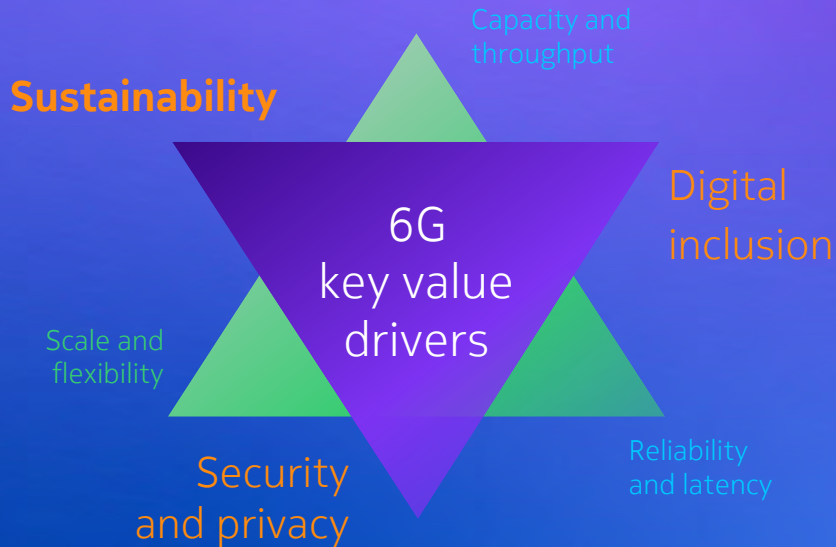 Capacity and
throughput
Sustainability
Digital
inclusion
6G
key value
drivers
Scale and
flexibility
Reliability
and latency
Security
and privacy